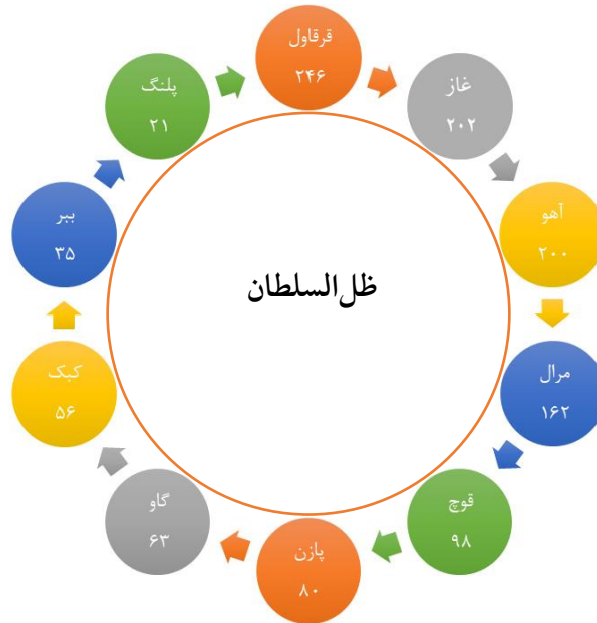 قرقاول
۲۴۶
غاز
۲۰۲
آهو
۲۰۰
مرال
۱۶۲
قوچ
۹۸
پازن
۸۰
گاو
۶۳
کبک
۵۶
ببر
۳۵
پلنگ
۲۱
ظل‌السلطان